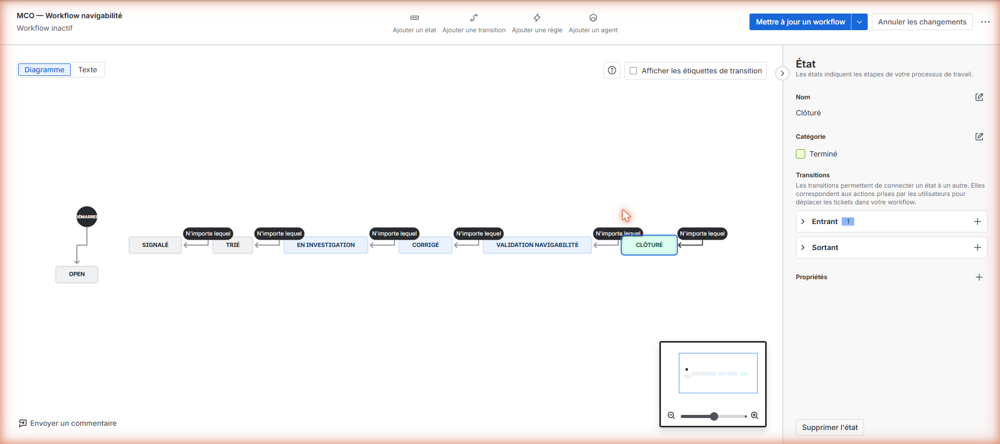 MCO — Workflow navigabilité
Workflow inactif
Ajouter un état
Ajouter une transition
Ajouter une règle
Ajouter un agent
Mettre à jour un workflow
Annuler les changements
Diagramme
Texte
Afficher les étiquettes de transition
DÉMARRER
OPEN
N'importe lequel
N'importe lequel
N'importe lequel
N'importe lequel
N'importe lequel
N'importe lequel
SIGNALÉ
TRIÉ
EN INVESTIGATION
CORRIGÉ
VALIDATION NAVIGABILITÉ
CLÔTURÉ
Envoyer un commentaire
État
Les états indiquent les étapes de votre processus de travail.
Nom
Clôturé
Catégorie
Terminé
Transitions
Les transitions permettent de connecter un état à un autre. Elles
correspondent aux actions prises par les utilisateurs pour
déplacer les tickets dans votre workflow.
Entrant 1
Sortant
Propriétés
Supprimer l'état